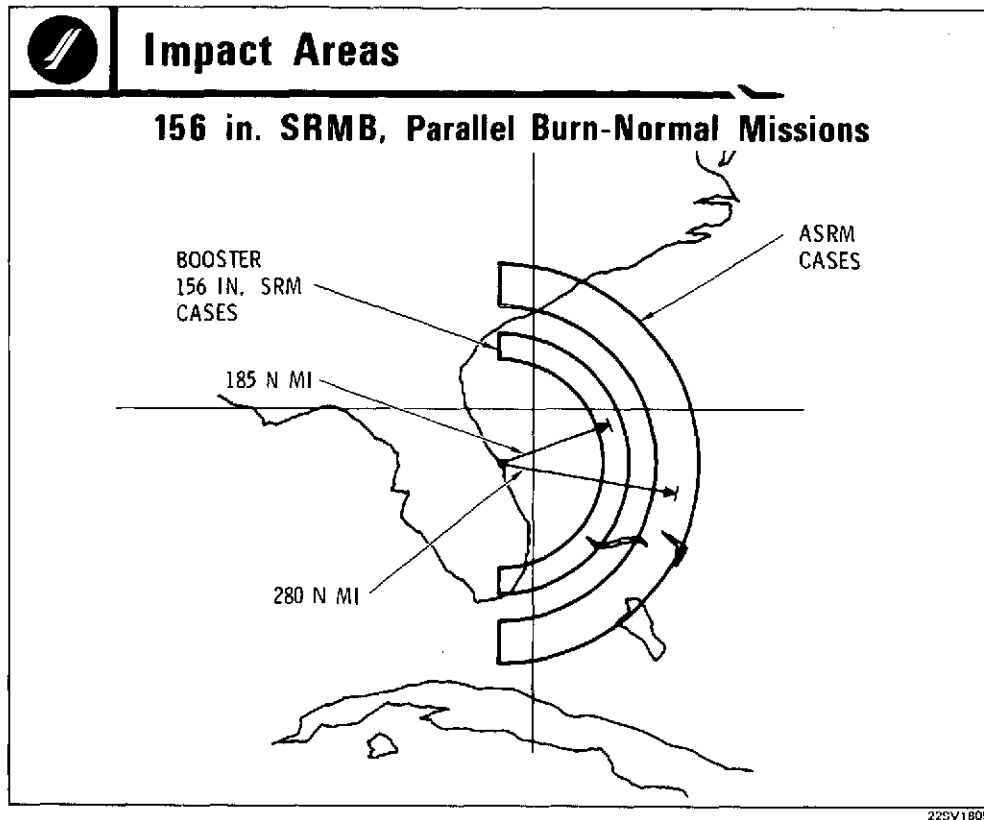 Impact Areas
156 in. SRMB, Parallel Burn-Normal Missions
BOOSTER
156 IN. SRM
CASES
ASRM
CASES
185 N MI
280 N MI